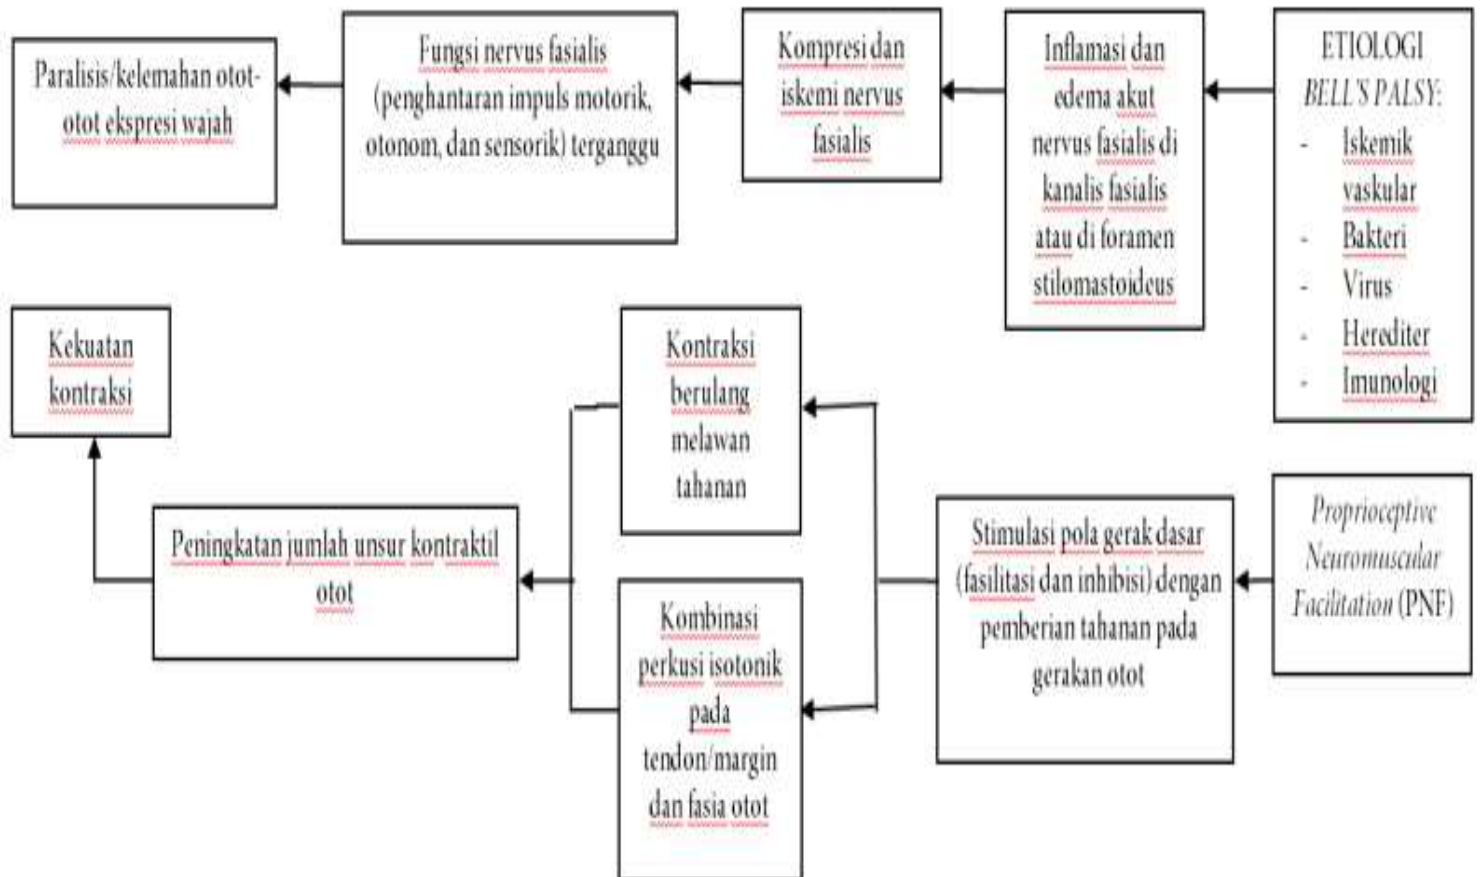 Paralisis/kelemahan otot-
otot ekspresi wajah
Fungsi nervus fasialis
(penghantaran impuls motorik,
otonom, dan sensorik) terganggu
Kompresi dan
iskemi nervus
fasialis
Inflamasi dan
edema akut
nervus fasialis di
kanalis fasialis
atau di foramen
stilomastoideus
ETIOLOGI
BELL'S PALSY:
- Iskemik
vaskular
- Bakteri
- Virus
- Herediter
- Imunologi
Kekuatan
kontraksi
Peningkatan jumlah unsur kontraktil
otot
Kontraksi
berulang
melawan
tahanan
Kombinasi
perkusi isotonik
pada
tendon/margin
dan fasia otot
Stimulasi pola gerak dasar
(fasilitasi dan inhibisi) dengan
pemberian tahanan pada
gerakan otot
Proprioceptive
Neuromuscular
Facilitation (PNF)